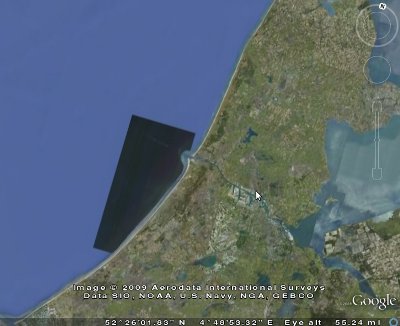 N
Image © 2009 Aerodata International Surveys
Data SIO, NOAA, U.S. Navy, NGA, GEBCO
Google
52°26'01.83" N 4°48'53.32" E Eye alt 55.24 mi